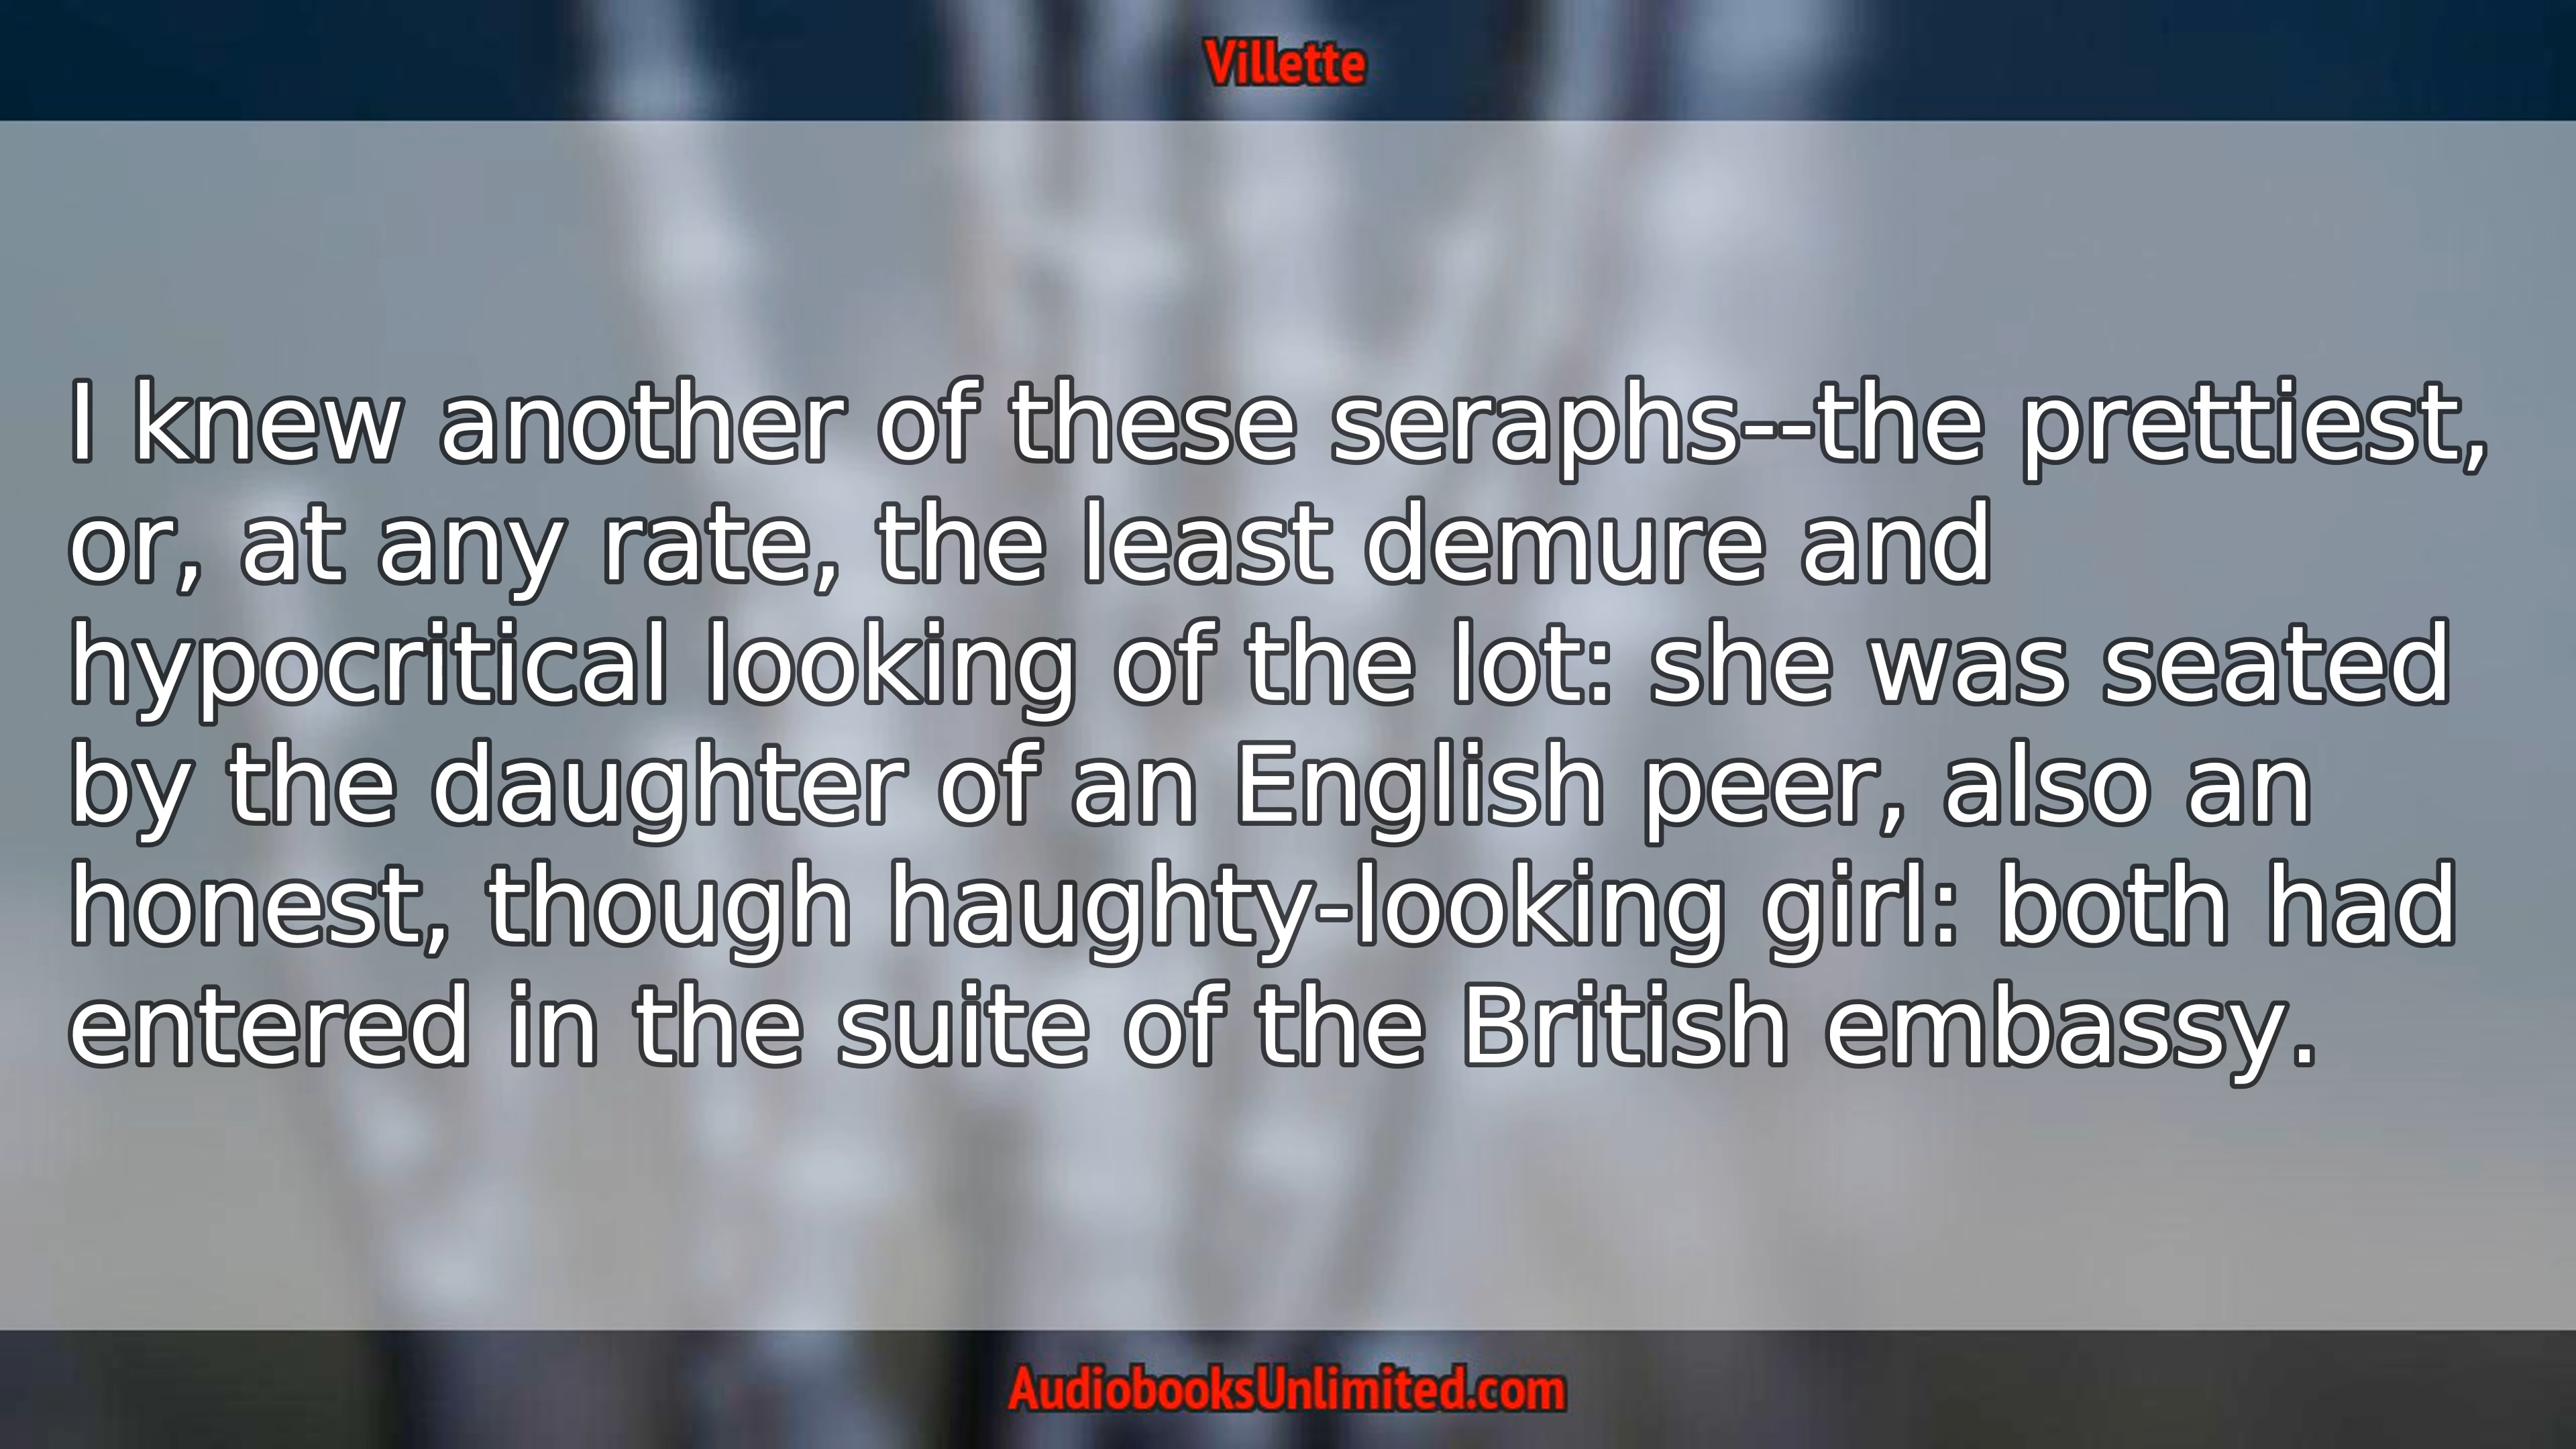 Villette
I knew another of these seraphs--the prettiest,
or, at any rate, the least demure and
hypocritical looking of the lot: she was seated
by the daughter of an English peer, also an
honest, though haughty-looking girl: both had
entered in the suite of the British embassy.
AudiobooksUnlimited.com